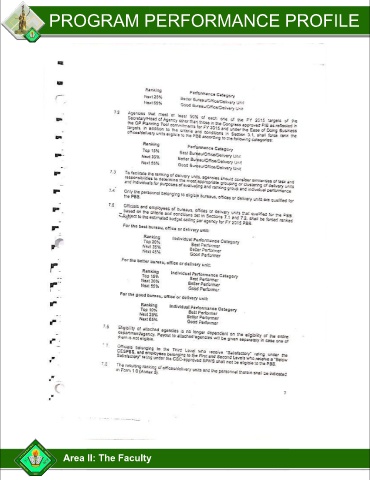 PROGRAM PERFORMANCE PROFILE
Ranking Performance Category
Next 25% Better Bureau/Office/Delivery Unit
Next 65% Good Bureau/Office/Delivery Unit
7.2 Agencies that meet at least 90% of each one of the FY 2015 targets of the
Secretary/Head of Agency other than those in the Congress-approved PIB as reflected in
the OP Planning Tool commitments for FY 2015 and under the Ease of Doing Business
targets, in addition to the criteria and conditions in Section 3.1, shall force rank the
offices/delivery units eligible to the PBB according to the following categories:
Ranking Performance Category
Top 15% Best Bureau/Office/Delivery Unit
Next 30% Better Bureau/Office/Delivery Unit
Next 55% Good Bureau/Office/Delivery Unit
7.3 To facilitate the ranking of delivery units, agencies should consider similarities of task and
responsibilities to determine the most appropriate grouping or clustering of delivery units
and individuals for purposes of evaluating and ranking group and individual performance.
7.4 Only the personnel belonging to eligible bureaus, offices or delivery units are qualified for
the PBB.
7.5 Officials and employees of bureaus, offices or delivery units that qualified for the PBB
based on the criteria and conditions set in Sections 7.1 and 7.2, shall be forced ranked
subject to the estimated budget ceiling per agency for FY 2015 PBB.
For the best bureau, office or delivery unit:
Ranking Individual Performance Category
Top 20% Best Performer
Next 35% Better Performer
Next 45% Good Performer
For the better bureau, office or delivery unit:
Ranking Individual Performance Category
Top 15% Best Performer
Next 30% Better Performer
Next 55% Good Performer
For the good bureau, office or delivery unit:
Ranking Individual Performance Category
Top 10% Best Performer
Next 25% Better Performer
Next 65% Good Performer
7.6 Eligibility of attached agencies is no longer dependent on the eligibility of the entire
department/agency. Payout to attached agencies will be given separately in case one of
them is not eligible.
Officials belonging to the Third Level who receive "Satisfactory" rating under the
CESPES, and employees belonging to the First and Second Levels who receive a "Below
Satisfactory" rating under the CSC-approved SPMS shall not be eligible to the PBB.
The resulting ranking of offices/delivery units and the personnel therein shall be indicated
in Form 1.0 (Annex 5).
7
Area II: The Faculty